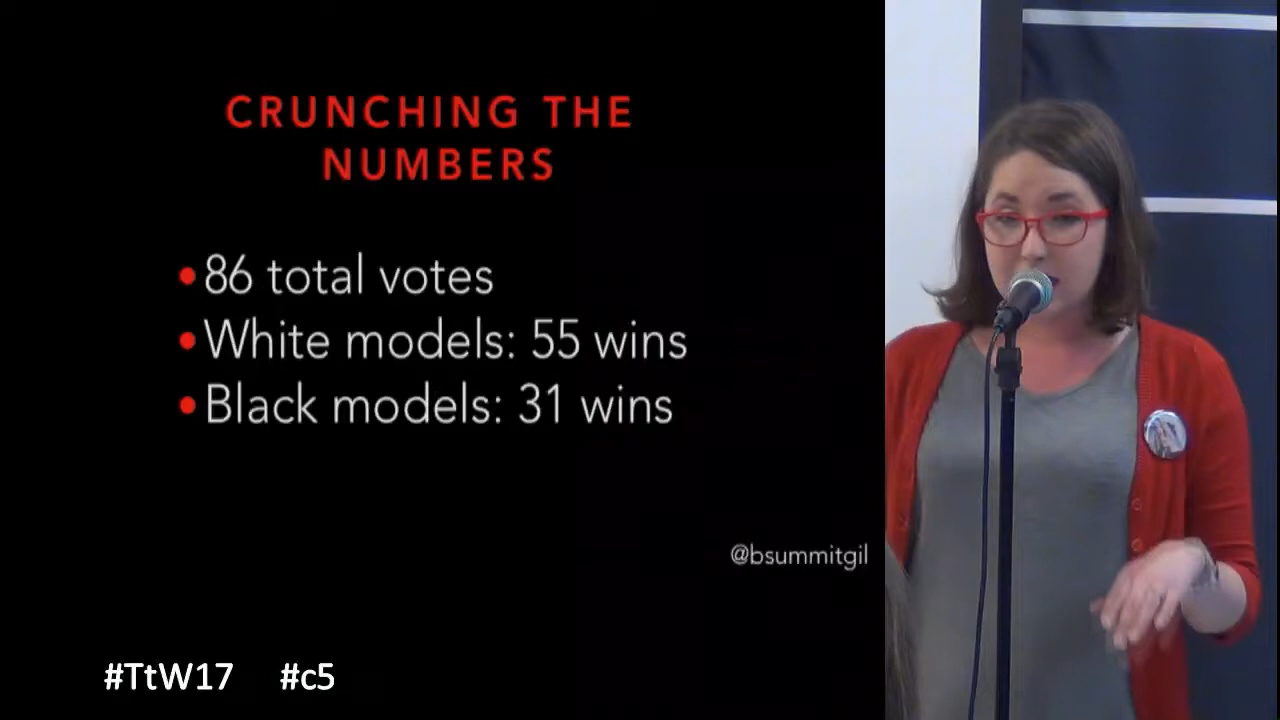 CRUNCHING THE
NUMBERS
•86 total votes
•White models: 55 wins
•Black models: 31 wins
@bsummitgil
#TtW17 #c5